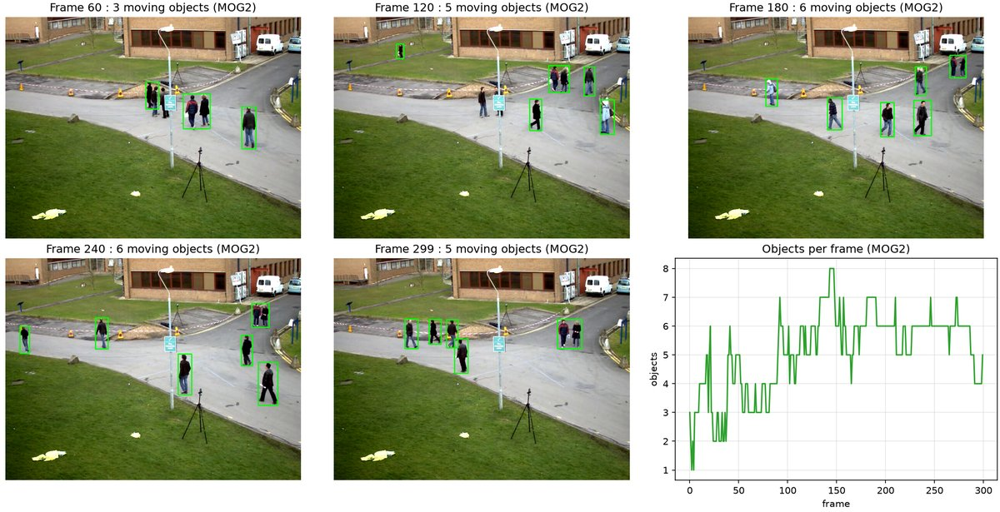 Frame 60 : 3 moving objects (MOG2)
Frame 120 : 5 moving objects (MOG2)
Frame 180 : 6 moving objects (MOG2)
Frame 240 : 6 moving objects (MOG2)
Frame 299 : 5 moving objects (MOG2)
Objects per frame (MOG2)
objects
8
7
6
5
4
3
2
1
0
50
100
150
200
250
300
frame